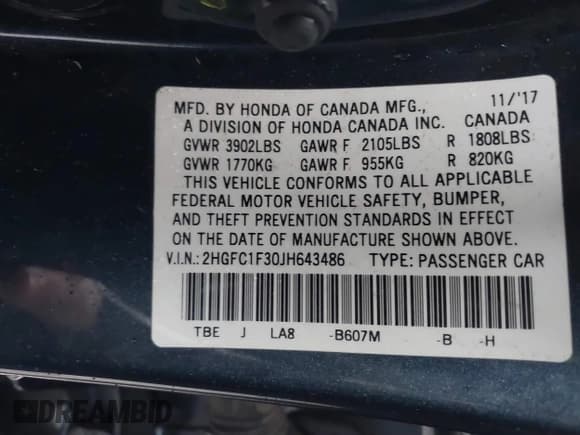 MFD. BY HONDA OF CANADA MFG., 11/'17
A DIVISION OF HONDA CANADA INC. CANADA
GVWR 3902LBS GAWR F 2105LBS R 1808LBS
GVWR 1770KG GAWR F 955KG R 820KG
THIS VEHICLE CONFORMS TO ALL APPLICABLE
FEDERAL MOTOR VEHICLE SAFETY, BUMPER,
AND THEFT PREVENTION STANDARDS IN EFFECT
ON THE DATE OF MANUFACTURE SHOWN ABOVE.
V.I.N.: 2HGFC1F30JH643486 TYPE: PASSENGER CAR
TBE J LA8 -B607M -B -H
DREAMBID